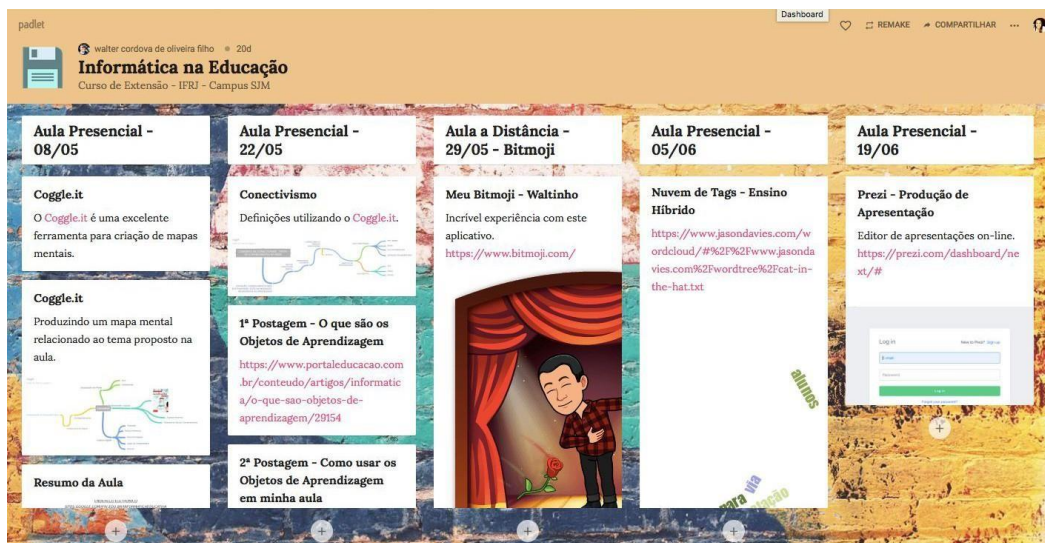 padlet
Dashboard
REMAKE
COMPARTILHAR
walter cordova de oliveira filho • 20d
Informática na Educação
Curso de Extensão - IFRJ - Campus SJM
Aula Presencial -
08/05
Coggle.it
O Coggle.it é uma excelente
ferramenta para criação de mapas
mentais.
Coggle.it
Produzindo um mapa mental
relacionado ao tema proposto na
aula.
Resumo da Aula
Aula Presencial -
22/05
Conectivismo
Definições utilizando o Coggle.it.
1ª Postagem - O que são os
Objetos de Aprendizagem
https://www.portaleducacao.com
.br/conteudo/artigos/informatic
a/o-que-sao-objetos-de-
aprendizagem/29154
2ª Postagem - Como usar os
Objetos de Aprendizagem
em minha aula
Aula a Distância -
29/05 - Bitmoji
Meu Bitmoji - Waltinho
Incrível experiência com este
aplicativo.
https://www.bitmoji.com/
Aula Presencial -
05/06
Nuvem de Tags - Ensino
Híbrido
https://www.jasondavies.com/w
ordcloud/#%2F%2Fwww.jasonda
vies.com%2Fwordtree%2Fcat-in-
the-hat.txt
alunos
para via
Aula Presencial -
19/06
Prezi - Produção de
Apresentação
Editor de apresentações on-line.
https://prezi.com/dashboard/ne
xt/#
Log in
New to Prezi? Sign up